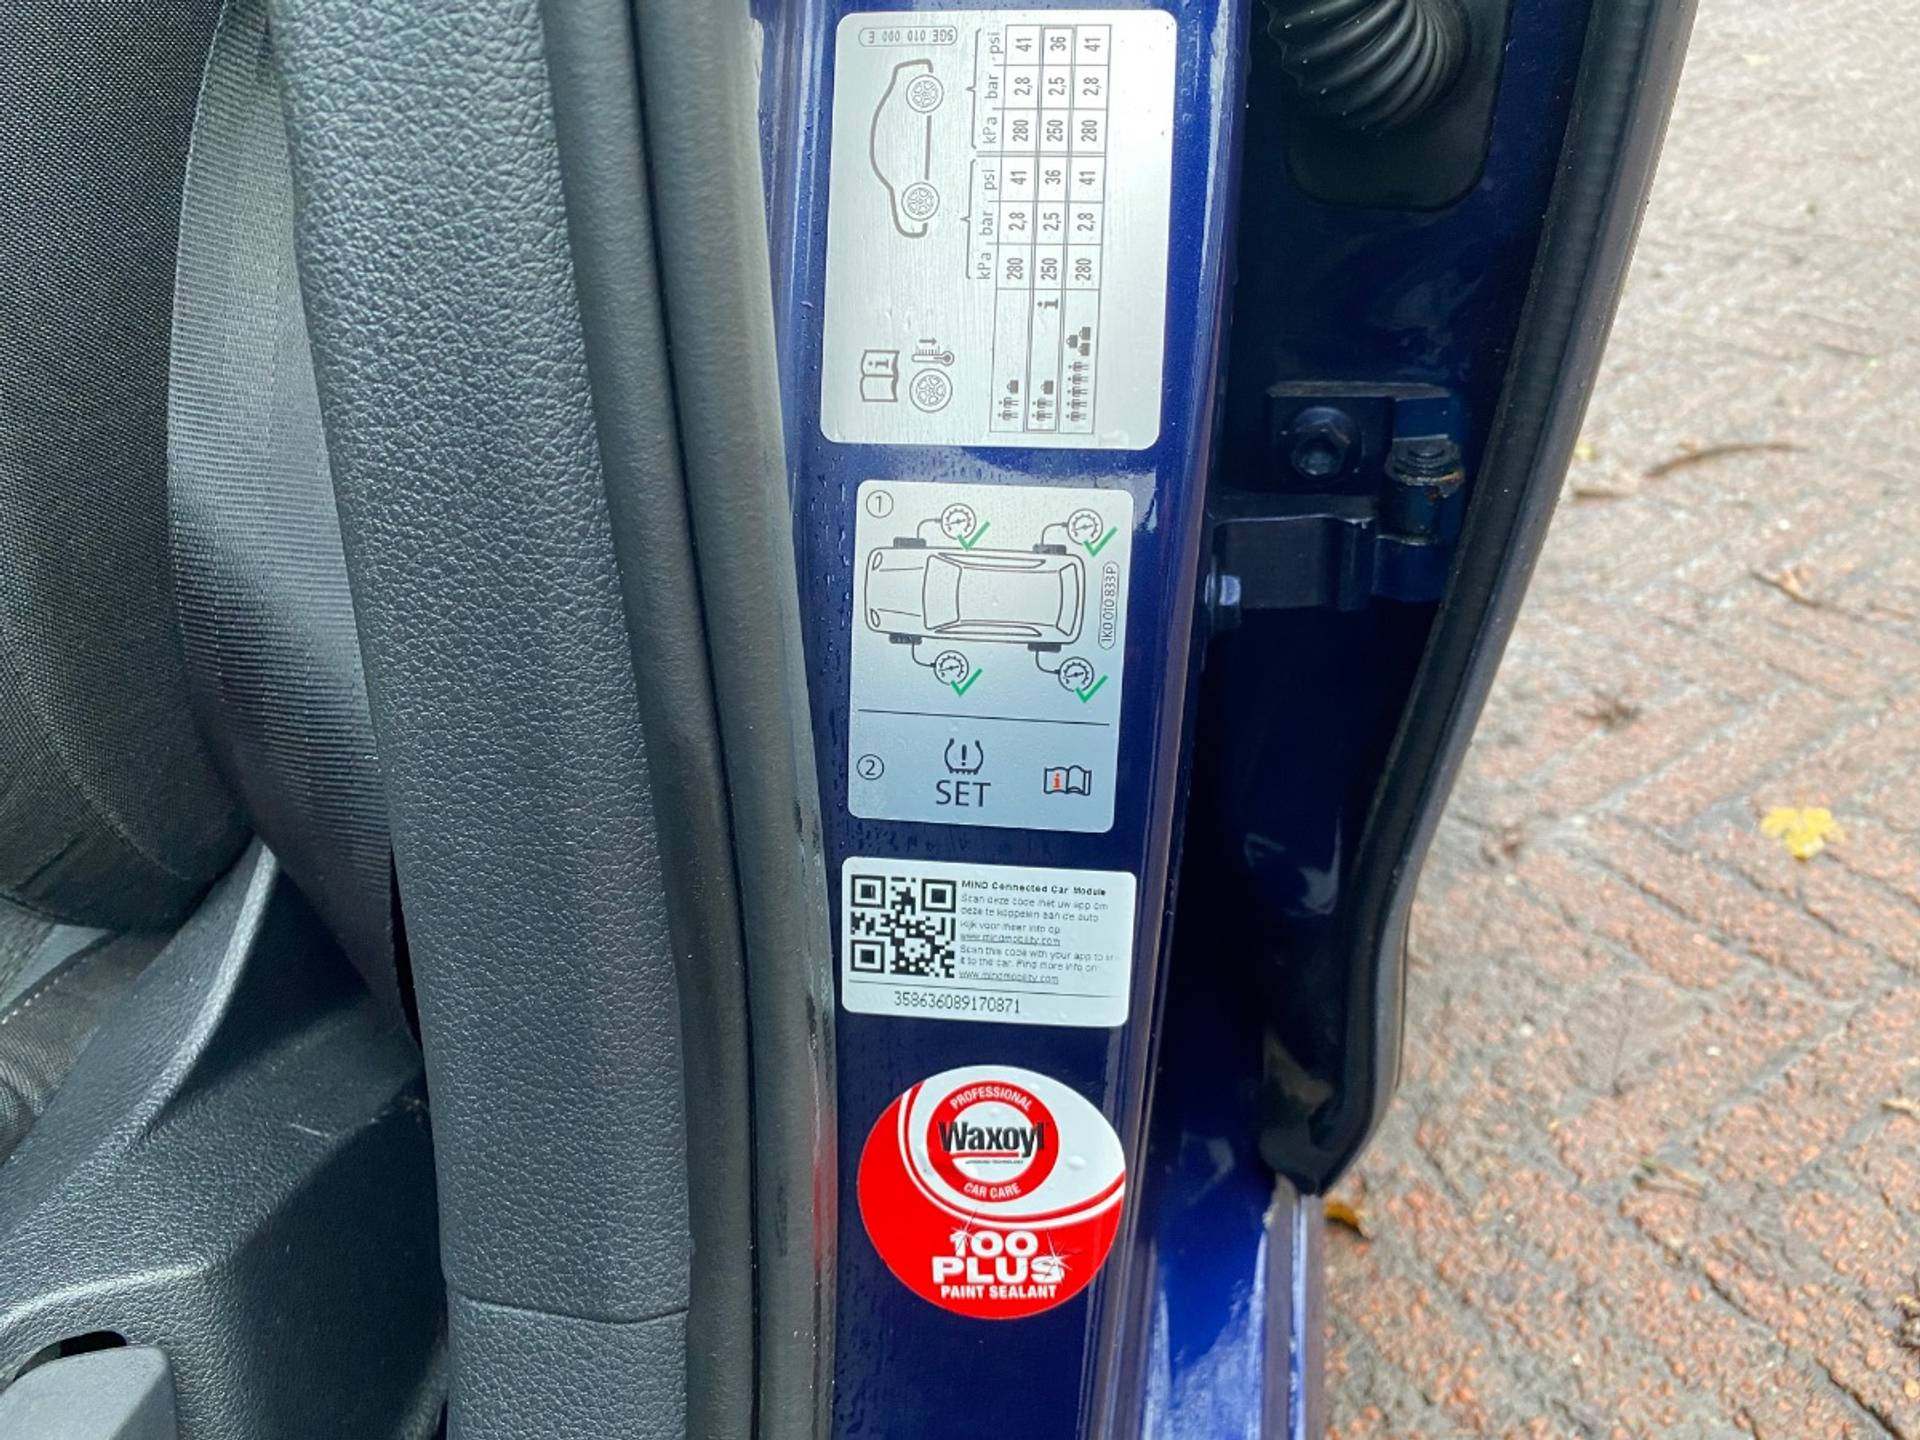 5GE 010 000 E
kPa bar psi kPa bar psi
280 2,8 41 280 2,8 41
i 250 2,5 36 250 2,5 36
280 2,8 41 280 2,8 41
i
1
1K0 010 833P
2
SET
i
MIND Connected Car Module
Scan deze code met uw app om
deze te koppelen aan de auto.
Kijk voor meer info op
www.mindmobility.com
Scan this code with your app to
it to the car. Find more info on
www.mindmobility.com
358636089170871
PROFESSIONAL
Waxoyl
CAR CARE
100
PLUS
PAINT SEALANT